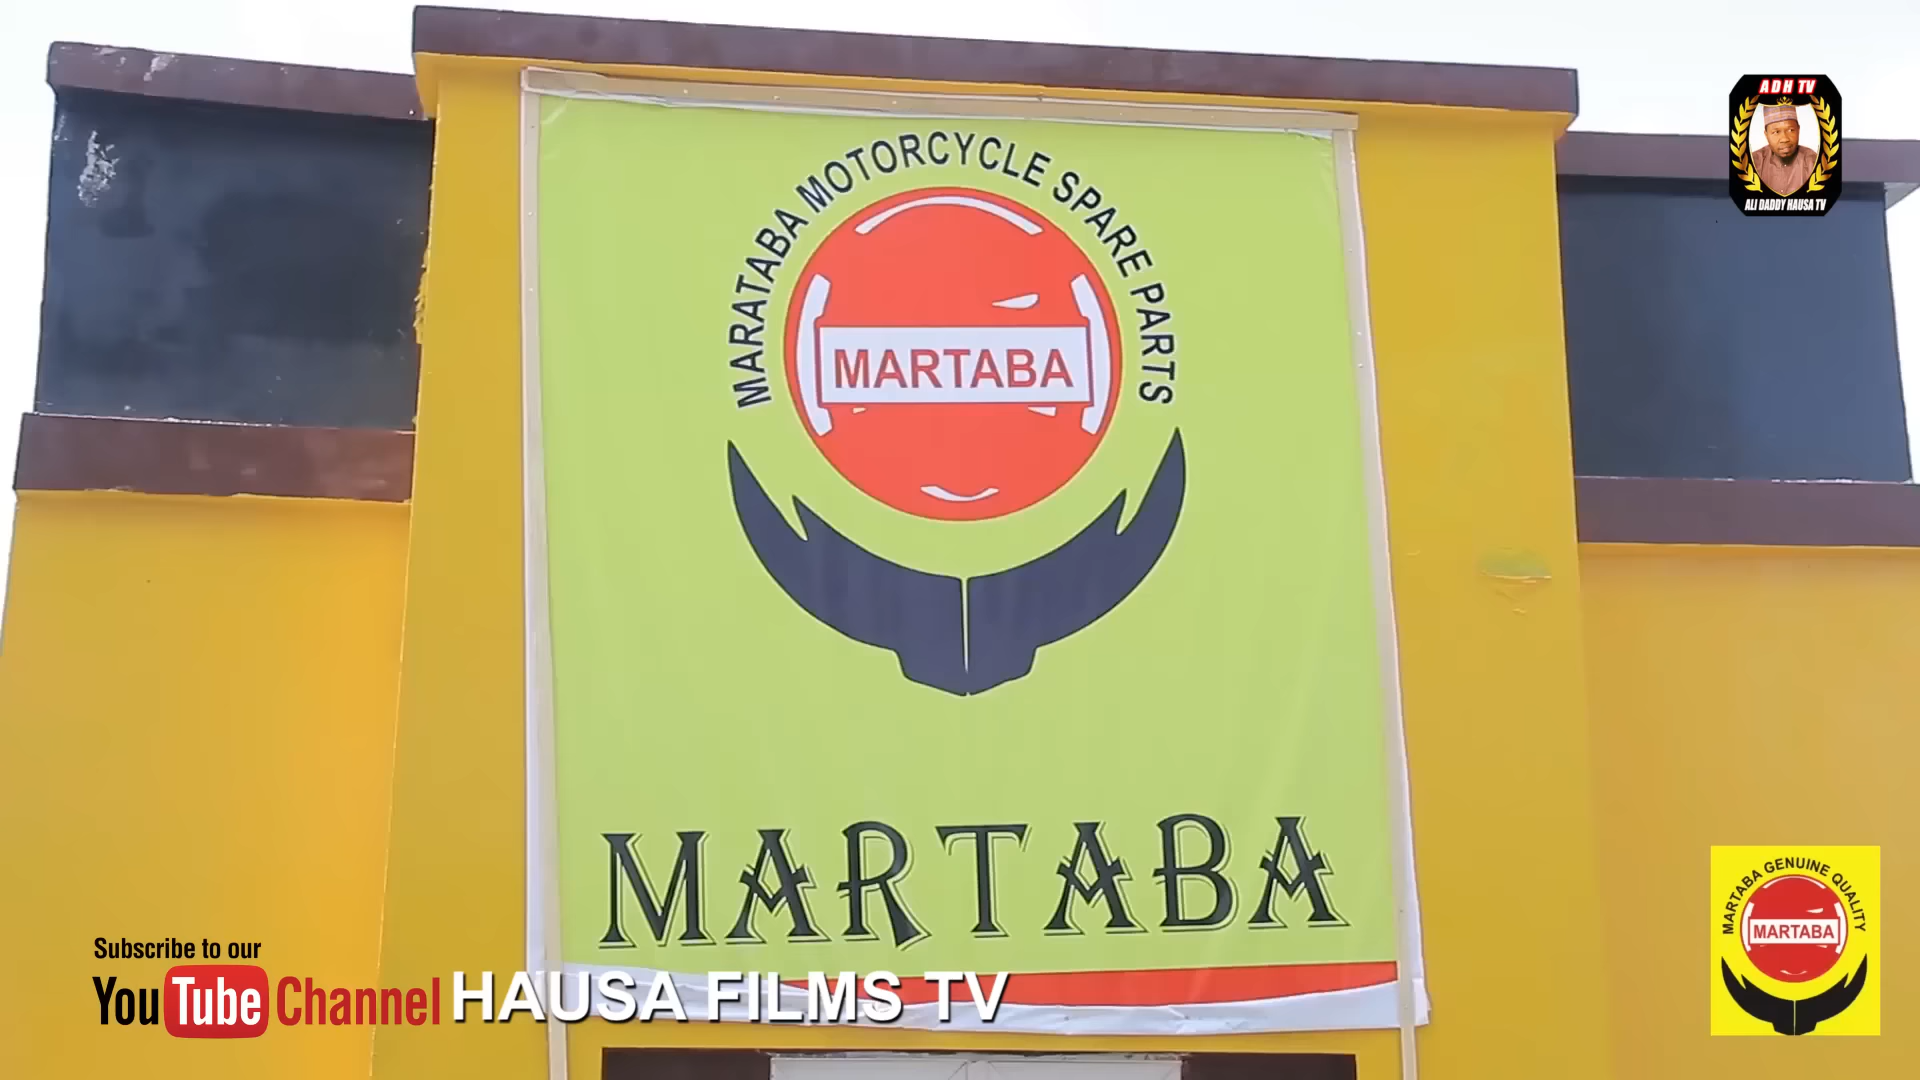 ADH TV
ALI DADDY HAUSA TV
MARATABA MOTORCYCLE SPARE PARTS
MARTABA
MARTABA
MARTABA GENUINE QUALITY
MARTABA
Subscribe to our
YouTube Channel HAUSA FILMS TV